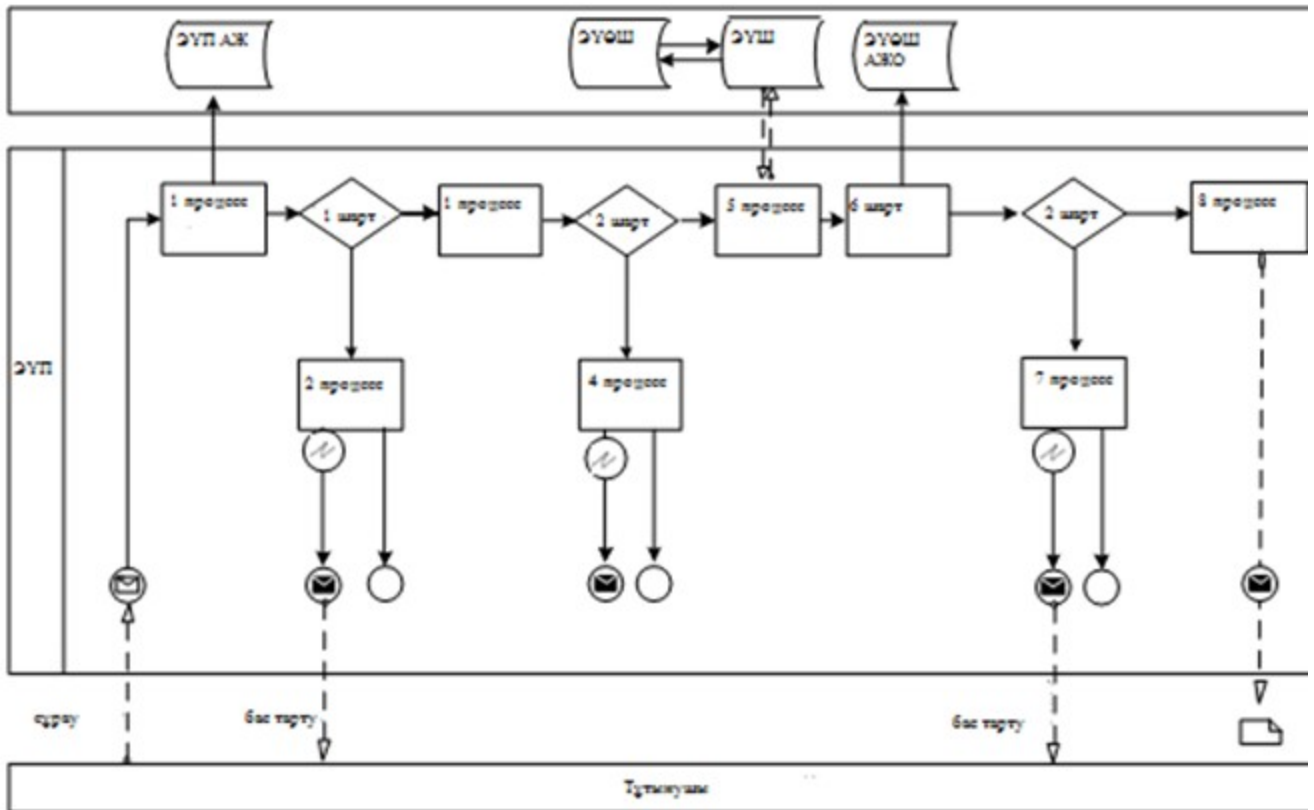 ЭҮП АЖ
ЭҮӨШ
ЭҮШ
ЭҮӨШ
АЖО
1 процесс
1 шарт
1 процесс
2 шарт
5 процесс
6 шарт
2 шарт
8 процесс
ЭҮП
2 процесс
4 процесс
7 процесс
сұрау
бас тарту
бас тарту
Тұтынушы